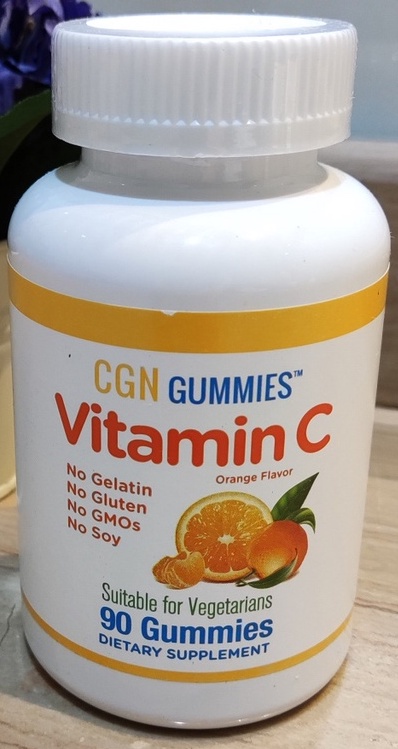 CGN GUMMIES™
Vitamin C
Orange Flavor
No Gelatin
No Gluten
No GMOs
No Soy
Suitable for Vegetarians
90 Gummies
DIETARY SUPPLEMENT